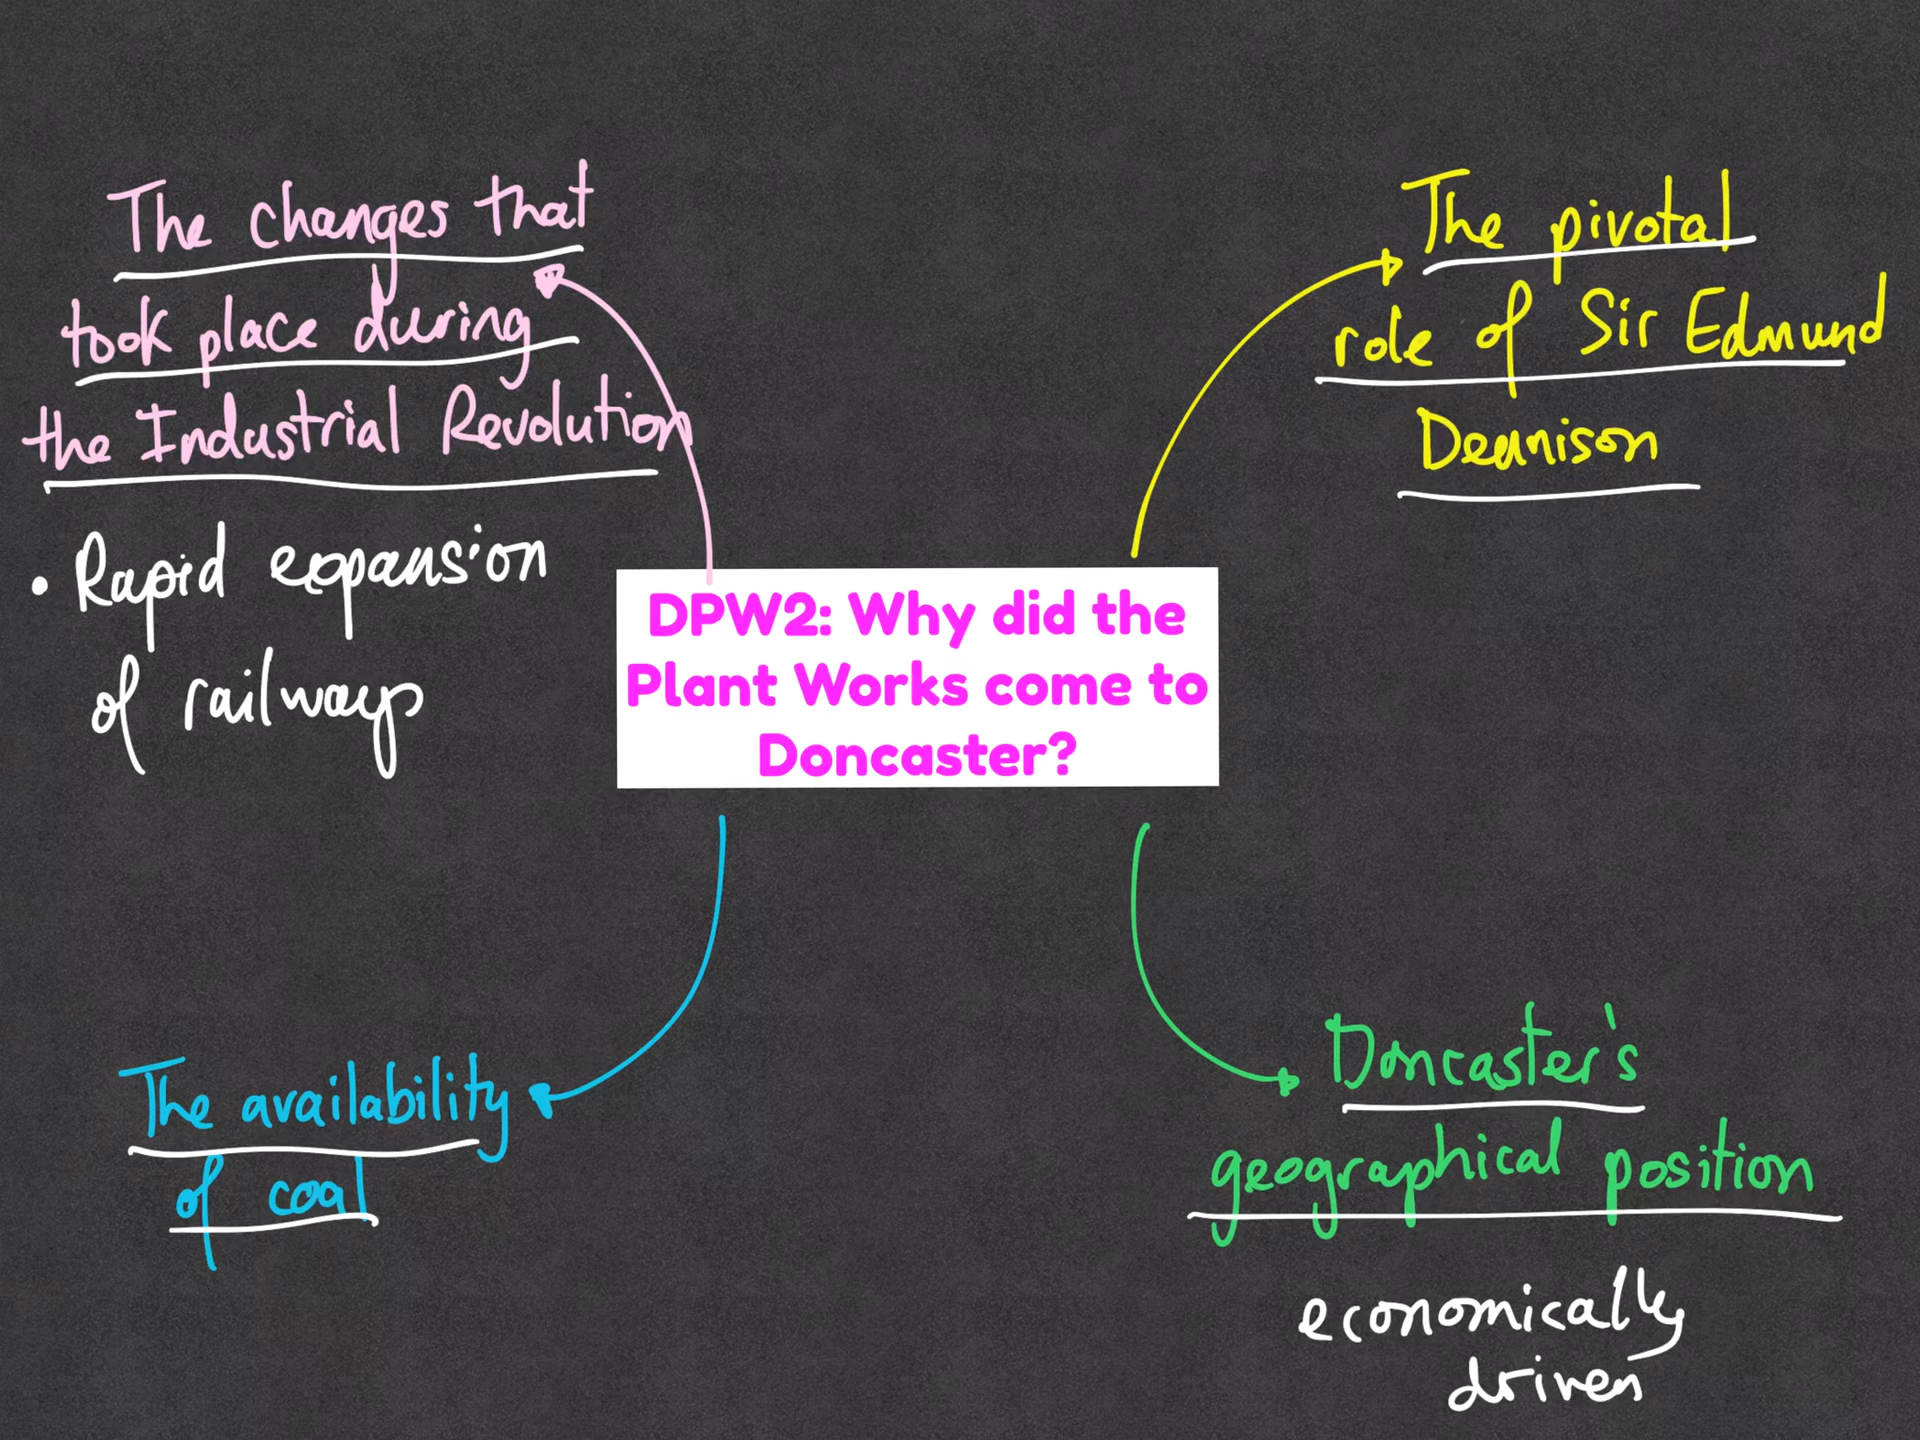 The changes that
took place during
the Industrial Revolution
• Rapid expansion
of railways
The pivotal
role of Sir Edmund
Dennison
DPW2: Why did the
Plant Works come to
Doncaster?
The availability
of coal
Doncaster's
geographical position
economically
driven